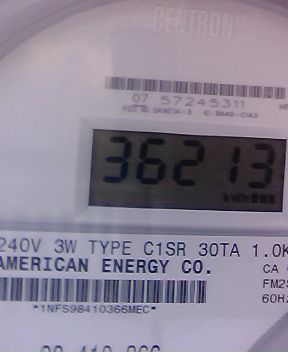 CENTRON®
07 57245311
36213
kWh
240V 3W TYPE C1SR 30TA 1.0K
AMERICAN ENERGY CO.
CA
FM2S
60Hz
*1NFS98410366MEC*